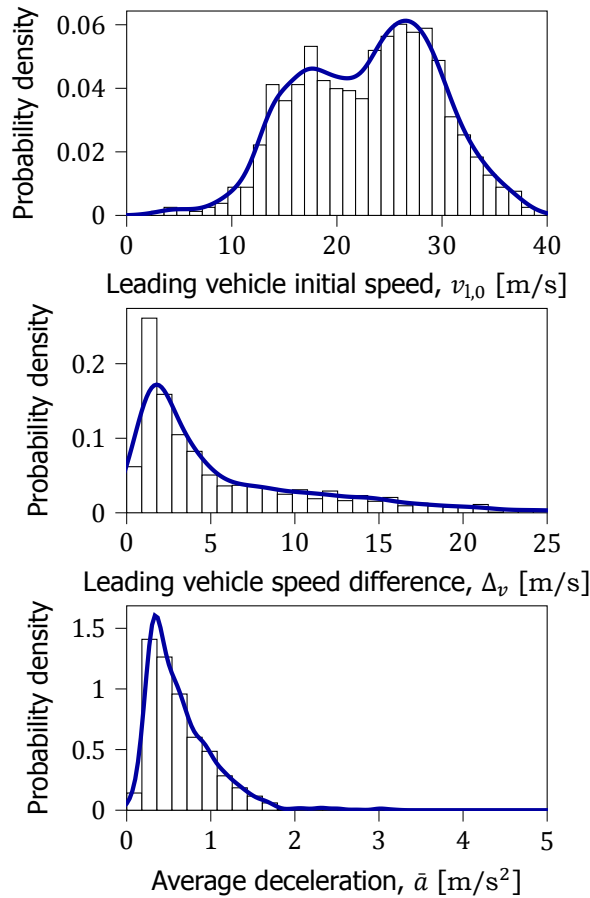 Probability density
0.06
0.04
0.02
0
0 10 20 30 40
Leading vehicle initial speed, v_{l,0} [m/s]
Probability density
0.2
0.1
0
0 5 10 15 20 25
Leading vehicle speed difference, Δ_v [m/s]
Probability density
1.5
1
0.5
0
0 1 2 3 4 5
Average deceleration, ā [m/s²]